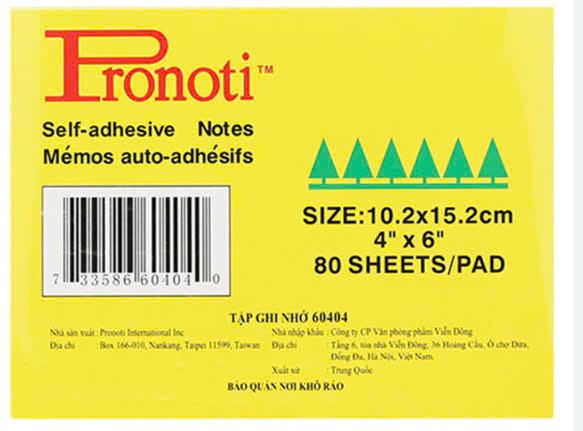 Pronoti™
Self-adhesive Notes
Mémos auto-adhésifs
SIZE:10.2x15.2cm
4" x 6"
80 SHEETS/PAD
7 33586 60404 0
TẬP GHI NHỚ 60404
Nhà sản xuất : Pronoti International Inc
Địa chỉ : Box 166-010, Nankang, Taipei 11599, Taiwan
Nhà nhập khẩu : Công ty CP Văn phòng phẩm Viễn Đông
Địa chỉ : Tầng 6, tòa nhà Viễn Đông, 36 Hoàng Cầu, Ô chợ Dừa,
Đống Đa, Hà Nội, Việt Nam.
Xuất xứ : Trung Quốc
BẢO QUẢN NƠI KHÔ RÁO